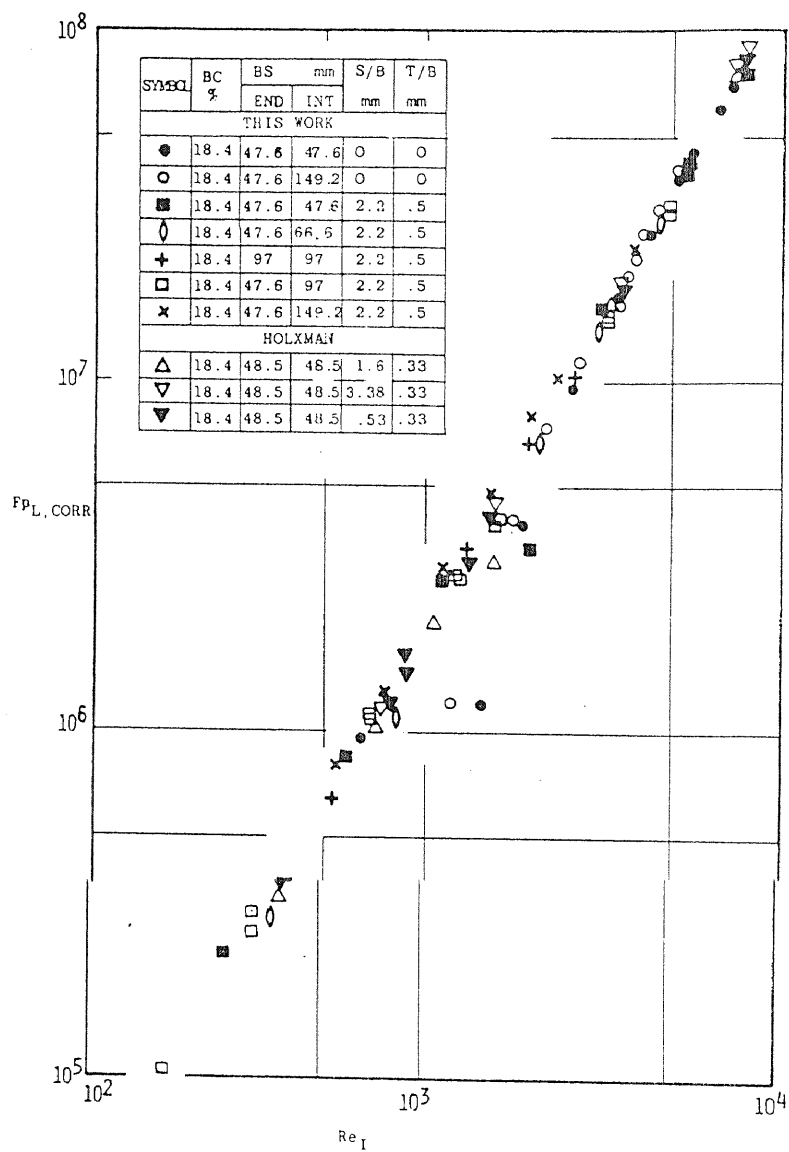 10^8
SYMBOL BC % BS mm S/B mm T/B mm
END INT
THIS WORK
● 18.4 47.6 47.6 0 0
○ 18.4 47.6 149.2 0 0
■ 18.4 47.6 47.6 2.2 .5
⬯ 18.4 47.6 66.6 2.2 .5
+ 18.4 97 97 2.2 .5
□ 18.4 47.6 97 2.2 .5
× 18.4 47.6 149.2 2.2 .5
HOLXMAN
△ 18.4 48.5 48.5 1.6 .33
▽ 18.4 48.5 48.5 3.38 .33
▼ 18.4 48.5 48.5 .53 .33
10^7
Fp_L,CORR
10^6
10^5
10^2 10^3 10^4
Re_I